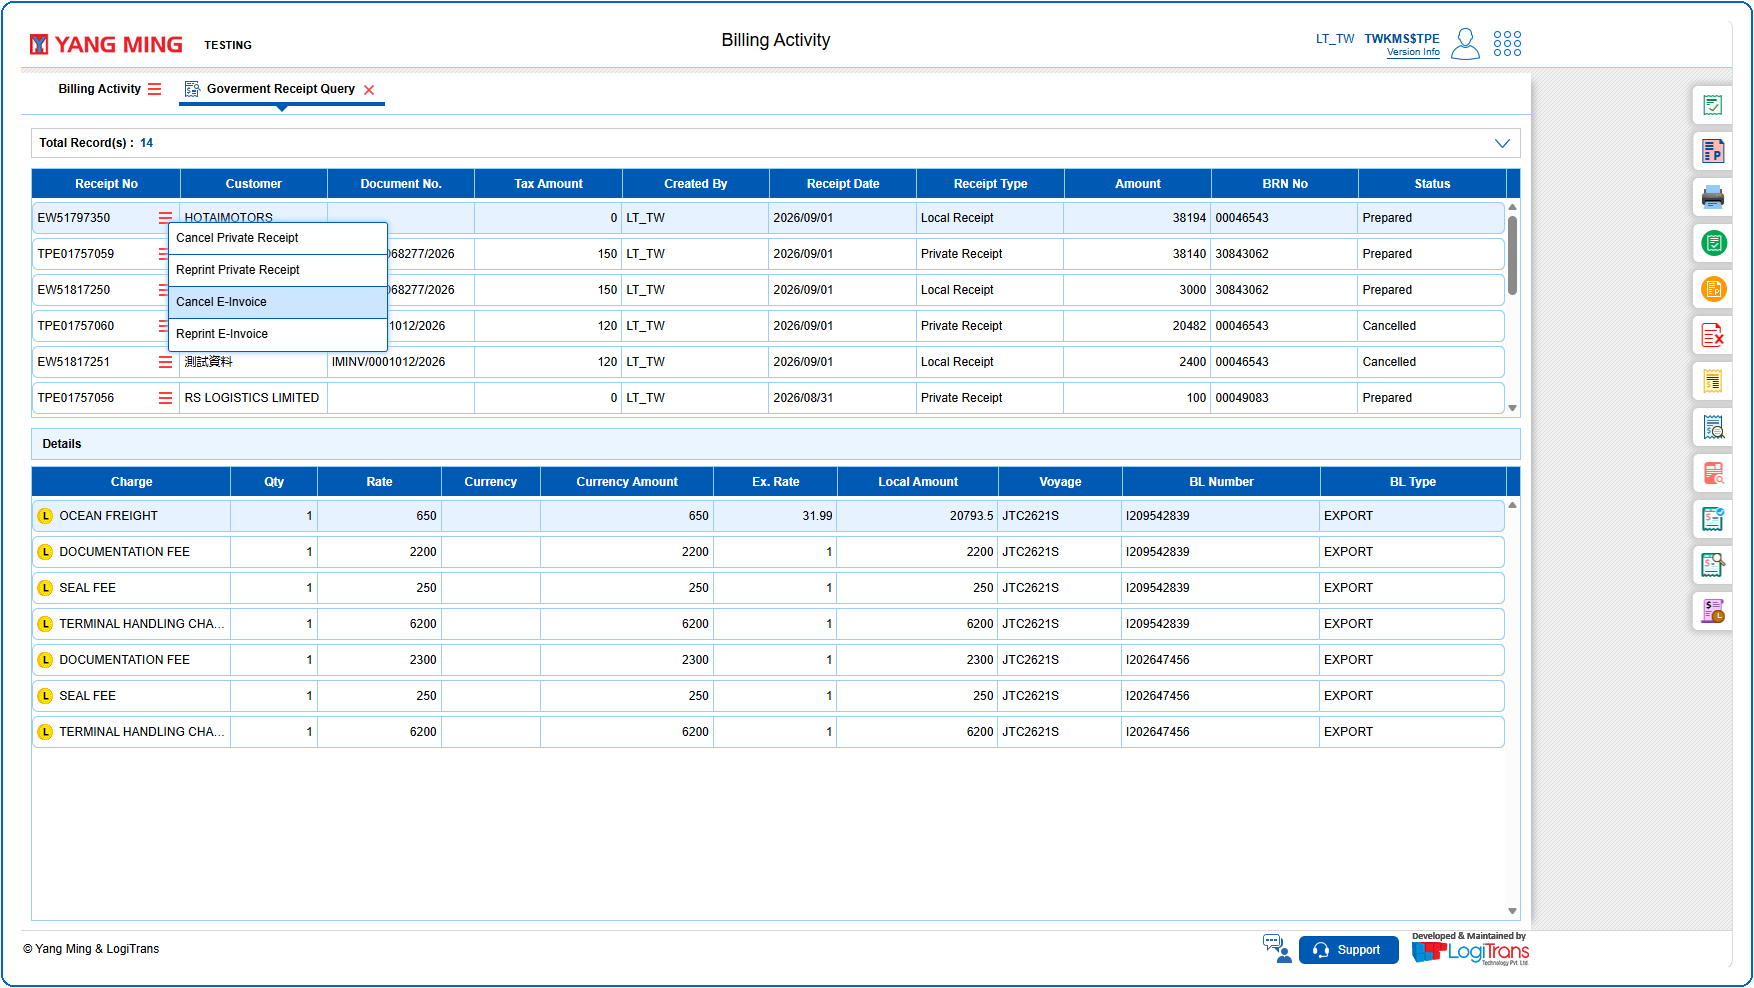 YANG MING TESTING
Billing Activity
LT_TW TWKMS$TPE
Version Info
Billing Activity
Goverment Receipt Query
Total Record(s) : 14
Receipt No Customer Document No. Tax Amount Created By Receipt Date Receipt Type Amount BRN No Status
EW51797350 HOTAIMOTORS 0 LT_TW 2026/09/01 Local Receipt 38194 00046543 Prepared
TPE01757059 068277/2026 150 LT_TW 2026/09/01 Private Receipt 38140 30843062 Prepared
EW51817250 068277/2026 150 LT_TW 2026/09/01 Local Receipt 3000 30843062 Prepared
TPE01757060 1012/2026 120 LT_TW 2026/09/01 Private Receipt 20482 00046543 Cancelled
EW51817251 測試資料 IMINV/0001012/2026 120 LT_TW 2026/09/01 Local Receipt 2400 00046543 Cancelled
TPE01757056 RS LOGISTICS LIMITED 0 LT_TW 2026/08/31 Private Receipt 100 00049083 Prepared
Cancel Private Receipt
Reprint Private Receipt
Cancel E-Invoice
Reprint E-Invoice
Details
Charge Qty Rate Currency Currency Amount Ex. Rate Local Amount Voyage BL Number BL Type
L OCEAN FREIGHT 1 650 650 31.99 20793.5 JTC2621S I209542839 EXPORT
L DOCUMENTATION FEE 1 2200 2200 1 2200 JTC2621S I209542839 EXPORT
L SEAL FEE 1 250 250 1 250 JTC2621S I209542839 EXPORT
L TERMINAL HANDLING CHA... 1 6200 6200 1 6200 JTC2621S I209542839 EXPORT
L DOCUMENTATION FEE 1 2300 2300 1 2300 JTC2621S I202647456 EXPORT
L SEAL FEE 1 250 250 1 250 JTC2621S I202647456 EXPORT
L TERMINAL HANDLING CHA... 1 6200 6200 1 6200 JTC2621S I202647456 EXPORT
© Yang Ming & LogiTrans
Support
Developed & Maintained by
LogiTrans
Technology Pvt. Ltd.